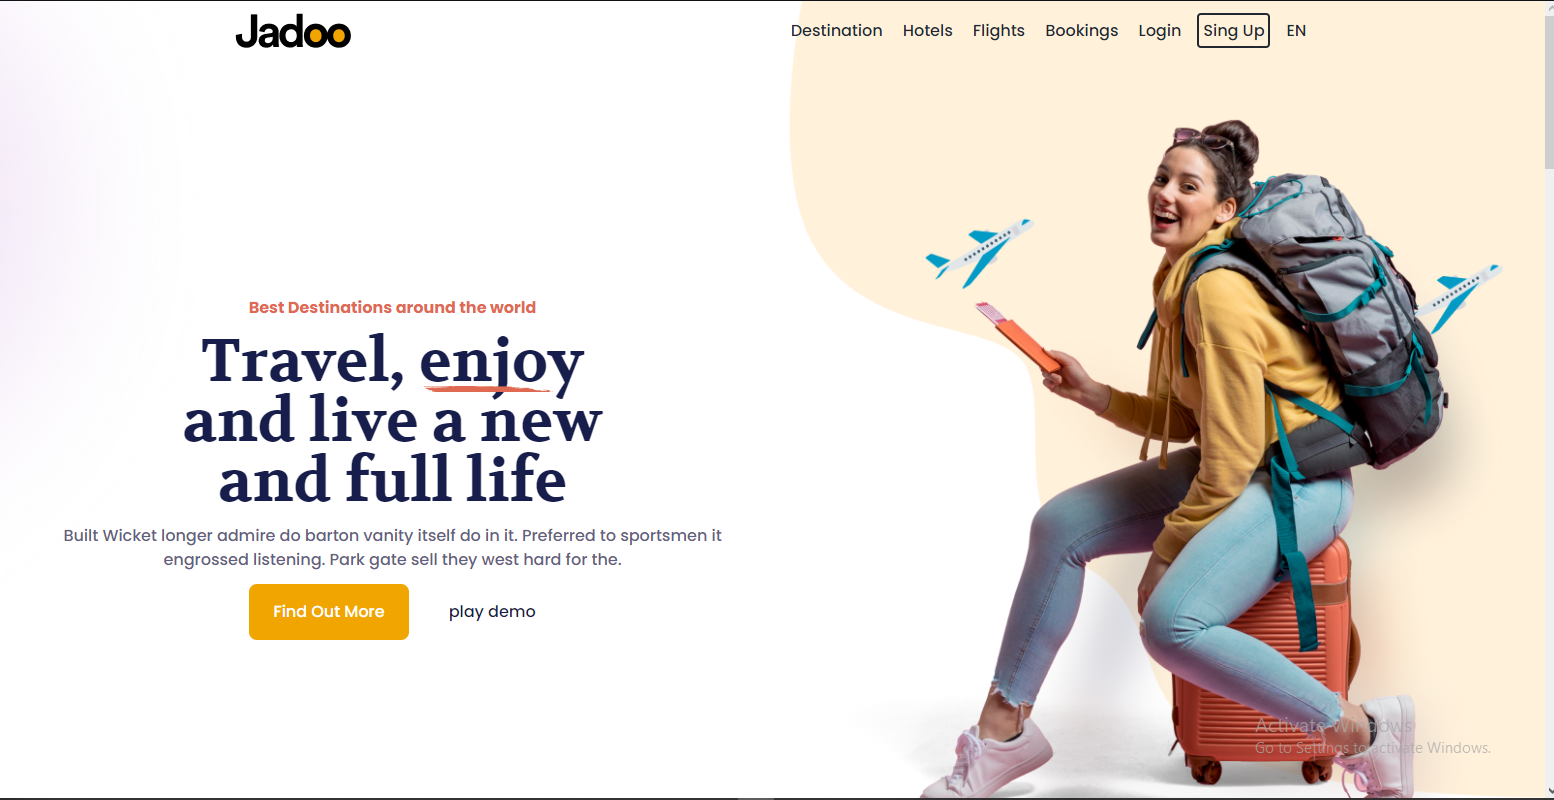 Jadoo
Destination Hotels Flights Bookings Login Sing Up EN
Best Destinations around the world
Travel, enjoy
and live a new
and full life
Built Wicket longer admire do barton vanity itself do in it. Preferred to sportsmen it
engrossed listening. Park gate sell they west hard for the.
Find Out More play demo
Activate Windows
Go to Settings to activate Windows.